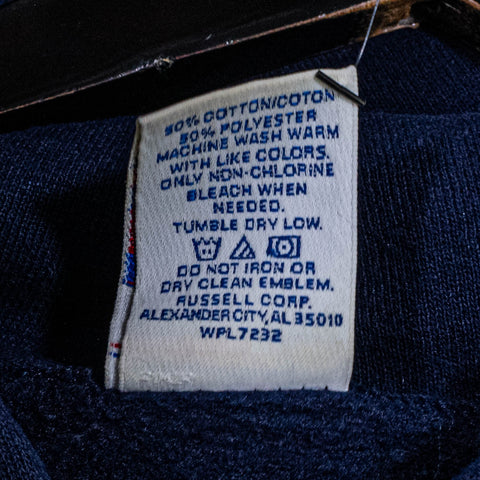 50% COTTON/COTON
50% POLYESTER
MACHINE WASH WARM
WITH LIKE COLORS.
ONLY NON-CHLORINE
BLEACH WHEN
NEEDED.
TUMBLE DRY LOW.
DO NOT IRON OR
DRY CLEAN EMBLEM.
RUSSELL CORP.
ALEXANDER CITY, AL 35010
WPL7232